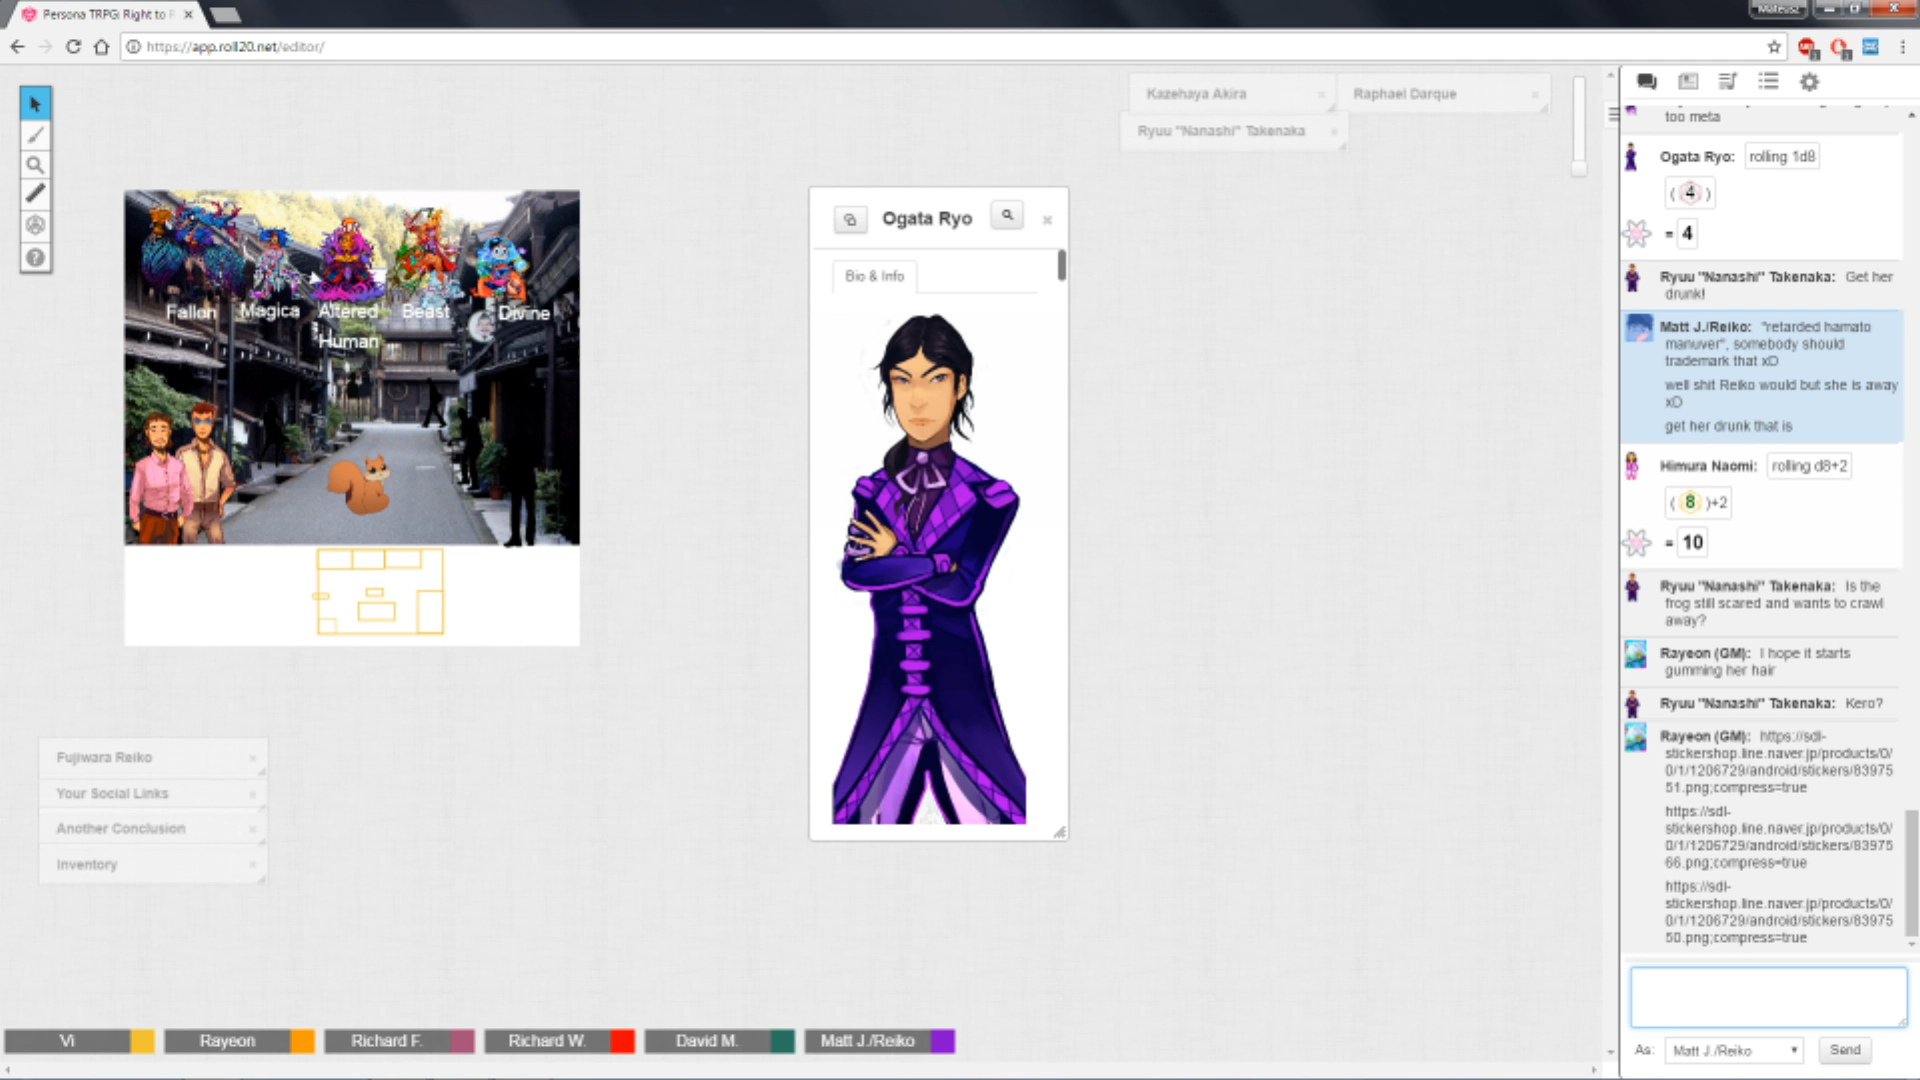 Persona TRPG: Right to
Mateusz
https://app.roll20.net/editor/
Kazehaya Akira
Raphael Darque
Ryuu "Nanashi" Takenaka
Ogata Ryo
Bio & Info
Fallen
Magica
Altered
Human
Beast
Divine
Fujiwara Reiko
Your Social Links
Another Conclusion
Inventory
Vi
Rayeon
Richard F.
Richard W.
David M.
Matt J./Reiko
too meta
Ogata Ryo: rolling 1d8
(4)
= 4
Ryuu "Nanashi" Takenaka: Get her
drunk!
Matt J./Reiko: "retarded hamato
manuver", somebody should
trademark that xD
well shit Reiko would but she is away
xD
get her drunk that is
Himura Naomi: rolling d8+2
(8)+2
= 10
Ryuu "Nanashi" Takenaka: Is the
frog still scared and wants to crawl
away?
Rayeon (GM): I hope it starts
gumming her hair
Ryuu "Nanashi" Takenaka: Kero?
Rayeon (GM): https://sdl-
stickershop.line.naver.jp/products/0/
0/1/1206729/android/stickers/83975
51.png;compress=true
https://sdl-
stickershop.line.naver.jp/products/0/
0/1/1206729/android/stickers/83975
66.png;compress=true
https://sdl-
stickershop.line.naver.jp/products/0/
0/1/1206729/android/stickers/83975
50.png;compress=true
As: Matt J./Reiko
Send